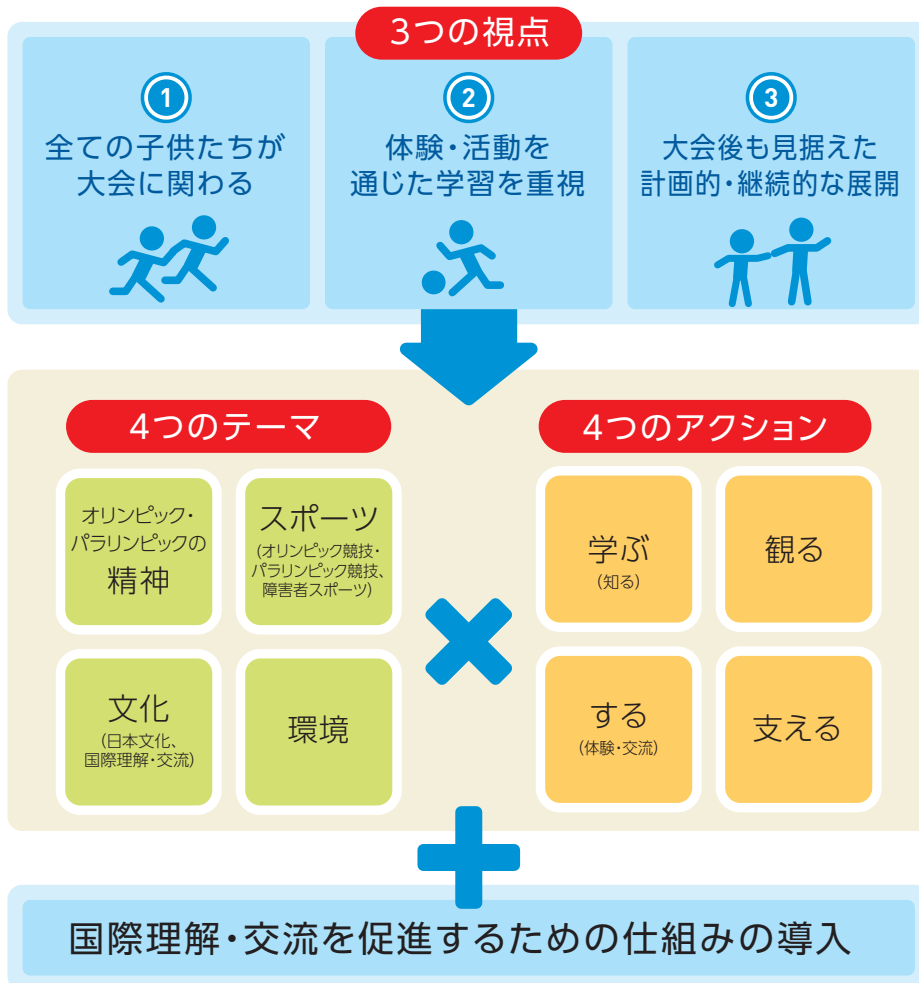 3つの視点
1
全ての子供たちが
大会に関わる
2
体験・活動を
通じた学習を重視
3
大会後も見据えた
計画的・継続的な展開
4つのテーマ
オリンピック・
パラリンピックの
精神
スポーツ
(オリンピック競技・
パラリンピック競技、
障害者スポーツ)
文化
(日本文化、
国際理解・交流)
環境
4つのアクション
学ぶ
(知る)
観る
する
(体験・交流)
支える
国際理解・交流を促進するための仕組みの導入